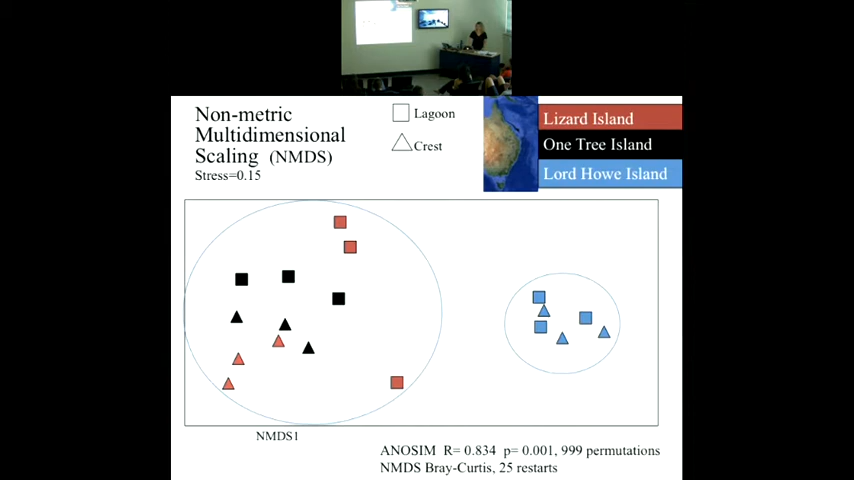 Non-metric
Multidimensional
Scaling (NMDS)
Stress=0.15
Lagoon
Crest
Lizard Island
One Tree Island
Lord Howe Island
NMDS1
ANOSIM R= 0.834 p= 0.001, 999 permutations
NMDS Bray-Curtis, 25 restarts